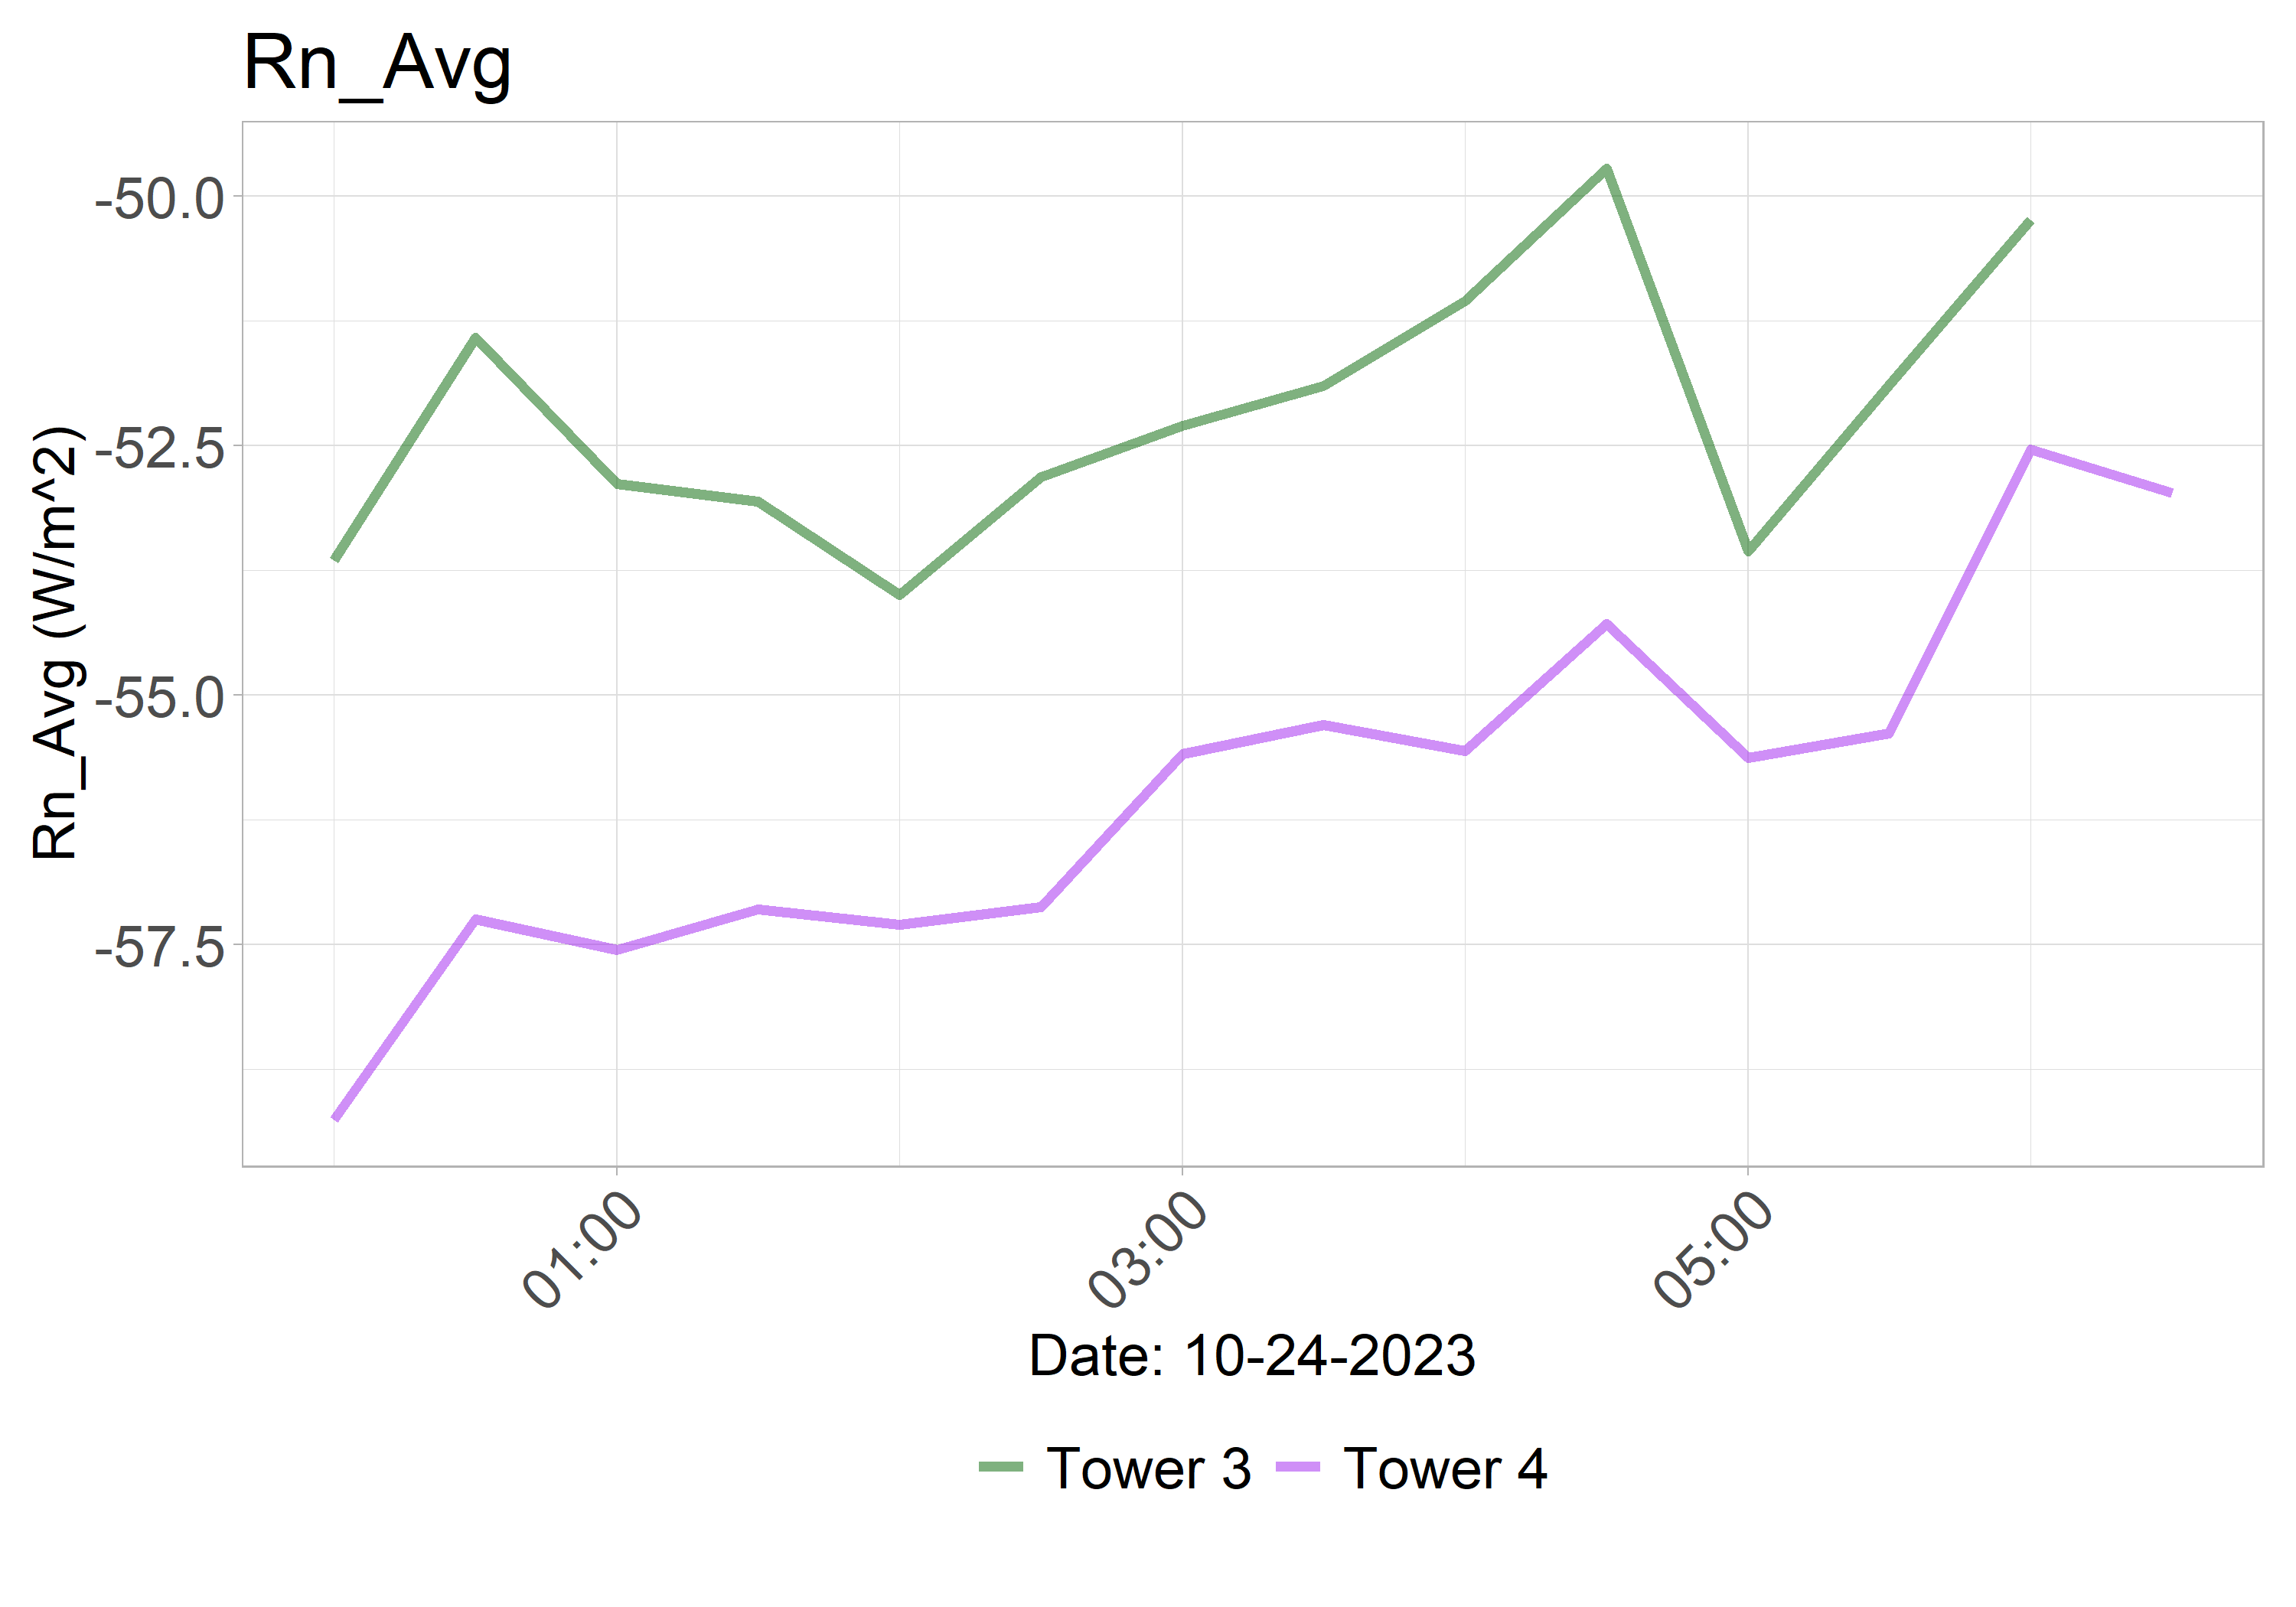 Rn_Avg
Rn_Avg (W/m^2)
-50.0
-52.5
-55.0
-57.5
01:00
03:00
05:00
Date: 10-24-2023
Tower 3
Tower 4